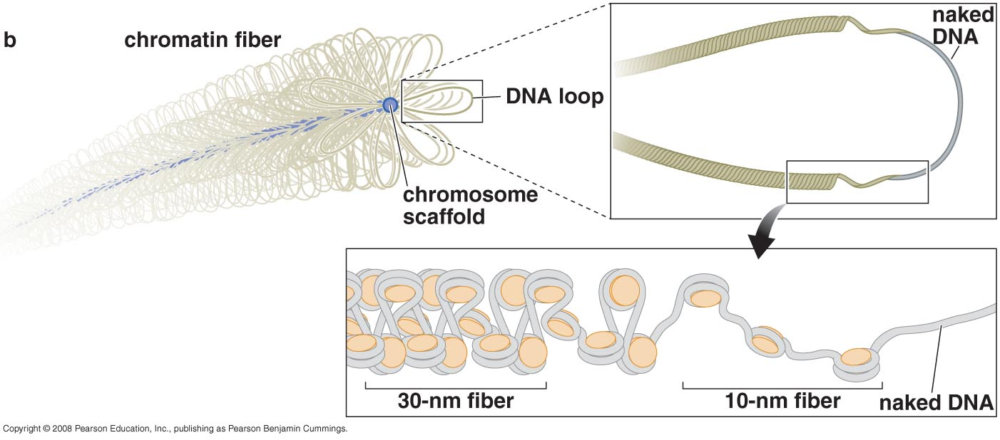 b
chromatin fiber
naked
DNA
DNA loop
chromosome
scaffold
30-nm fiber
10-nm fiber
naked DNA
Copyright © 2008 Pearson Education, Inc., publishing as Pearson Benjamin Cummings.